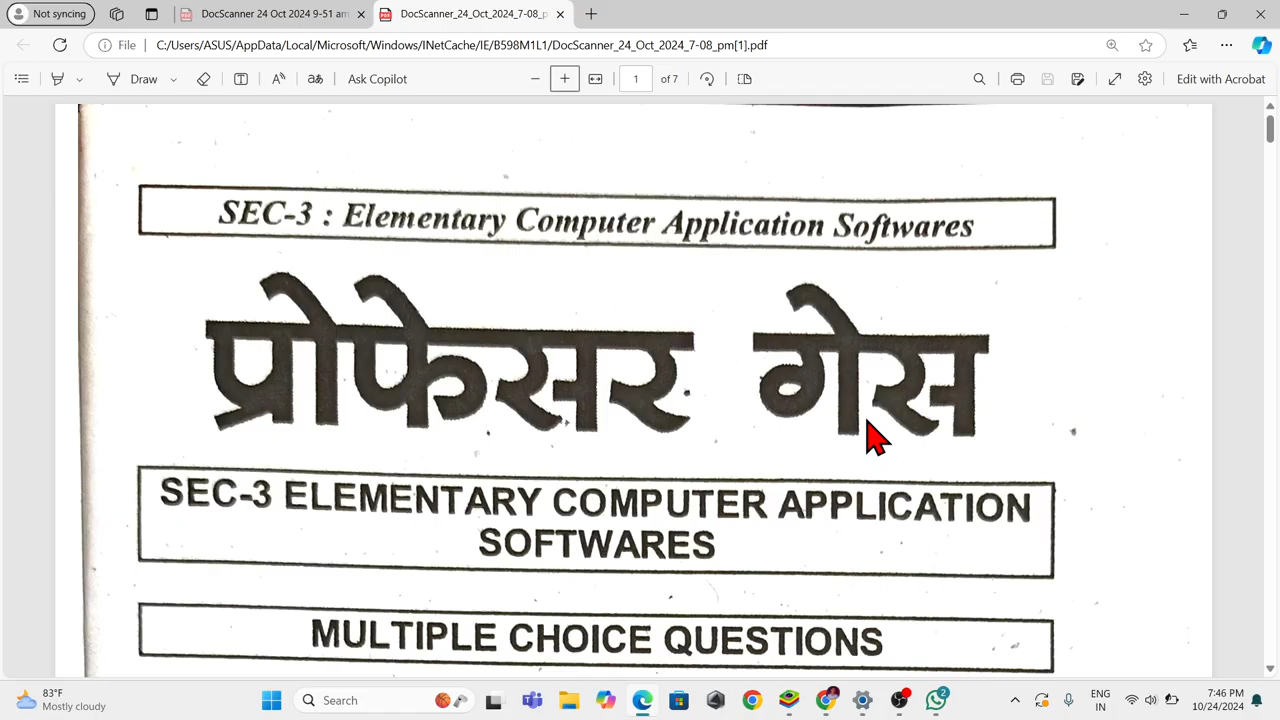 Not syncing
DocScanner 24 Oct 2024 9-51 am
DocScanner_24_Oct_2024_7-08_p
File
C:/Users/ASUS/AppData/Local/Microsoft/Windows/INetCache/IE/B598M1L1/DocScanner_24_Oct_2024_7-08_pm[1].pdf
Draw
Ask Copilot
1 of 7
Edit with Acrobat
SEC-3 : Elementary Computer Application Softwares
प्रोफेसर गेस
SEC-3 ELEMENTARY COMPUTER APPLICATION
SOFTWARES
MULTIPLE CHOICE QUESTIONS
83°F
Mostly cloudy
Search
2
ENG
IN
7:46 PM
10/24/2024